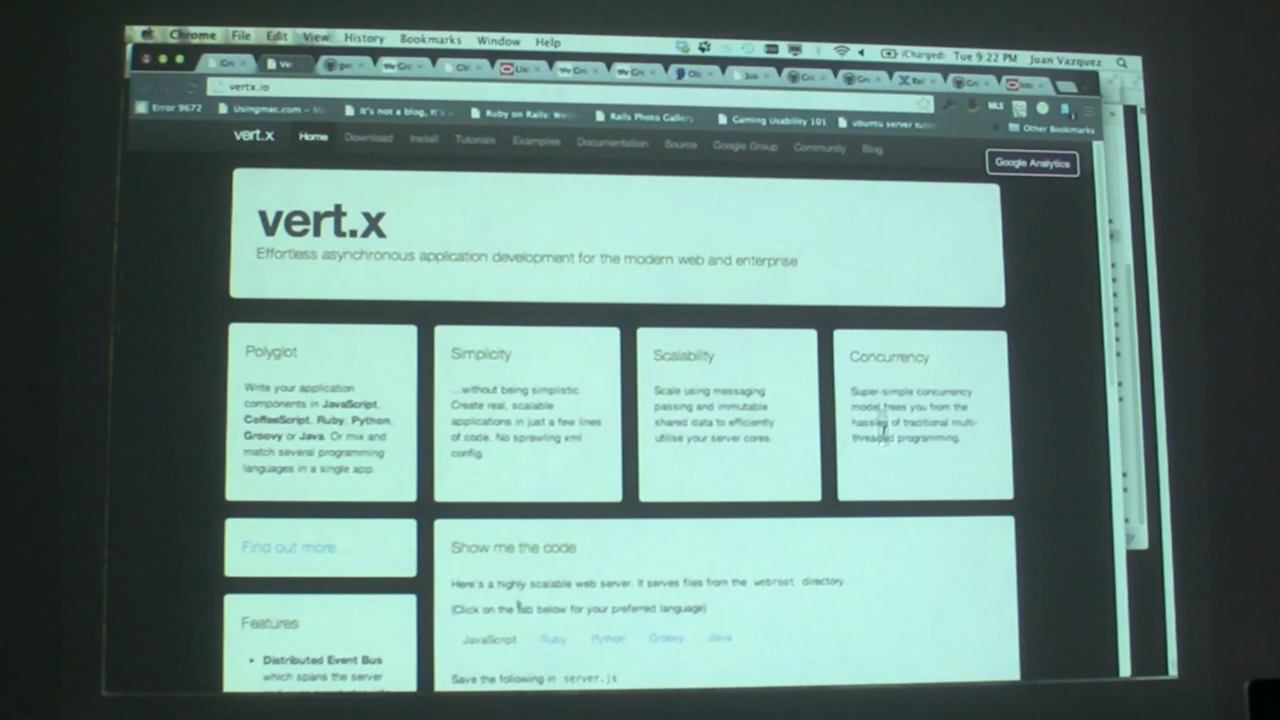 Chrome File Edit View History Bookmarks Window Help (Charged) Tue 9:22 PM Juan Vazquez
vertx.io
Error 9672 Usingmac.com - It's not a blog, it's Ruby on Rails: Gaming Usability 101 Rails Photo Gallery ubuntu server
Other Bookmarks
vert.x Home Download Install Tutorials Examples Documentation Source Google Group Community Blog
Google Analytics
vert.x
Effortless asynchronous application development for the modern web and enterprise
Polyglot
Write your application
components in JavaScript,
CoffeeScript, Ruby, Python,
Groovy or Java. Or mix and
match several programming
languages in a single app.
Simplicity
...without being simplistic.
Create real, scalable
applications in just a few lines
of code. No sprawling xml
config.
Scalability
Scale using messaging
passing and immutable
shared data to efficiently
utilise your server cores.
Concurrency
Super-simple concurrency
model frees you from the
hassles of traditional multi-
threaded programming.
Find out more...
Features
• Distributed Event Bus
which spans the server
Show me the code
Here's a highly scalable web server. It serves files from the webroot directory.
(Click on the tab below for your preferred language)
JavaScript Ruby Python Groovy Java
Save the following in server.js